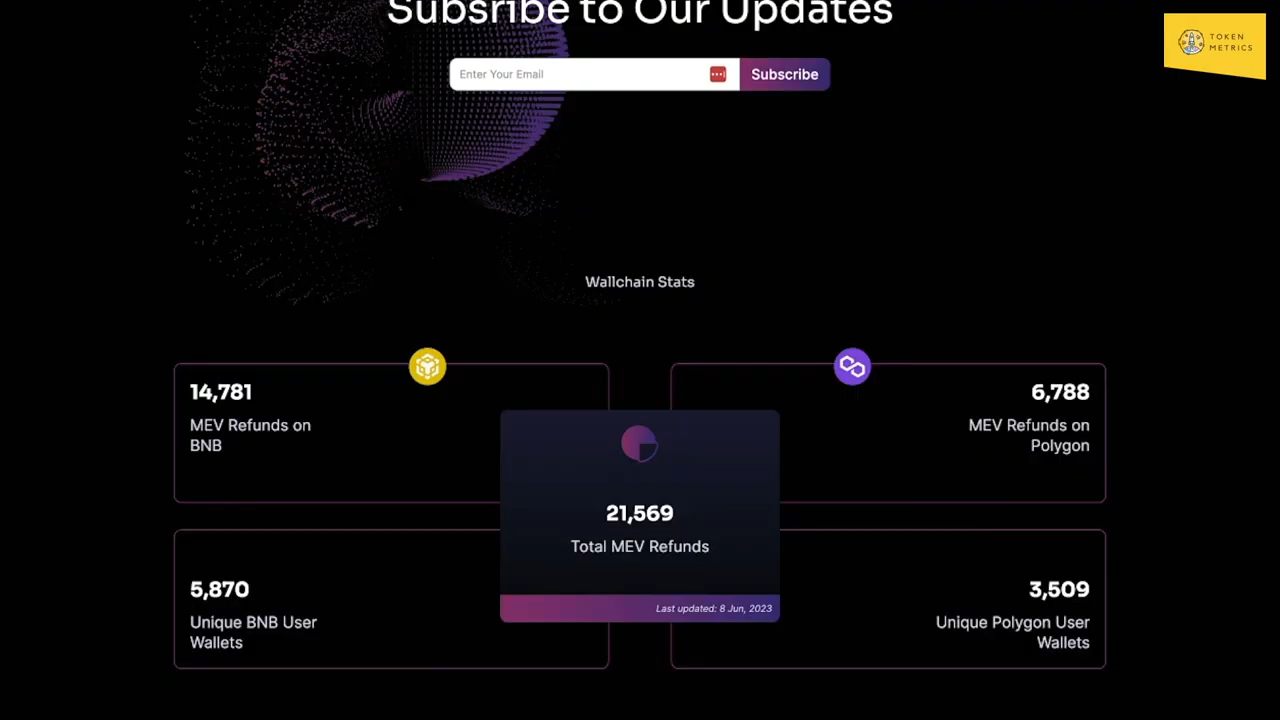 Subsribe to Our Updates
TOKEN
METRICS
Enter Your Email
Subscribe
Wallchain Stats
14,781
MEV Refunds on
BNB
6,788
MEV Refunds on
Polygon
21,569
Total MEV Refunds
Last updated: 8 Jun, 2023
5,870
Unique BNB User
Wallets
3,509
Unique Polygon User
Wallets